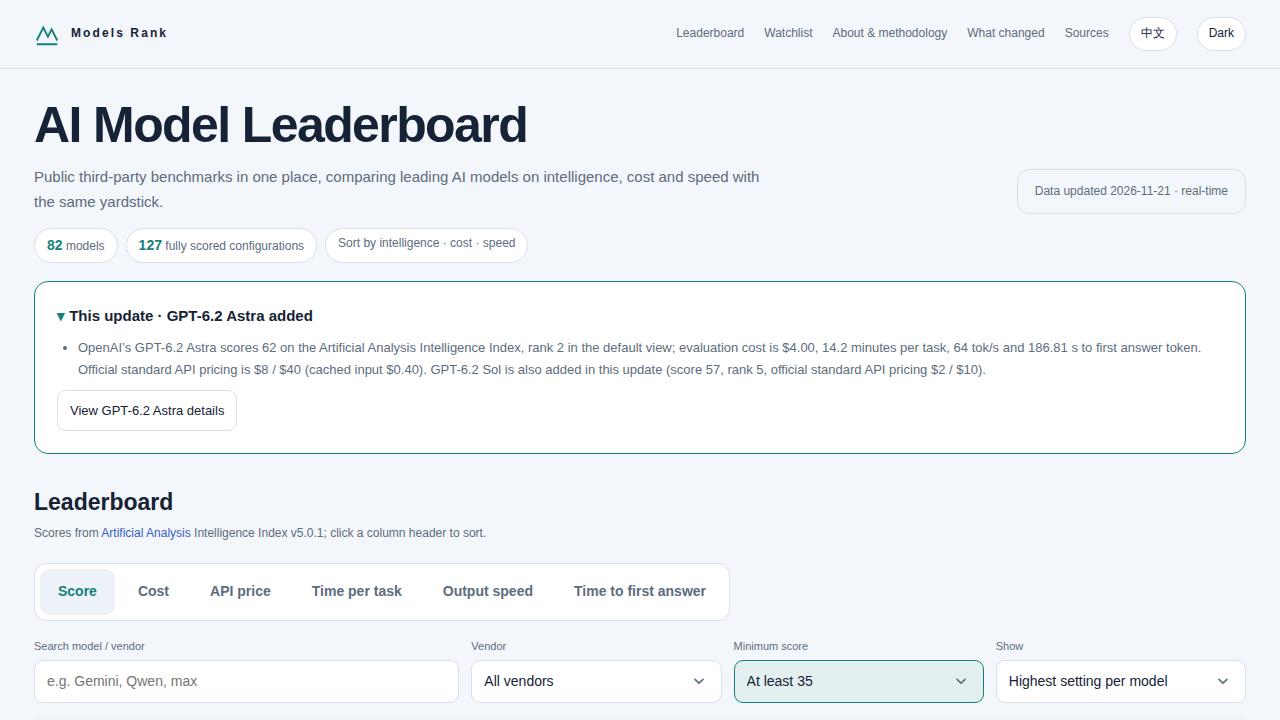 Models Rank
Leaderboard
Watchlist
About & methodology
What changed
Sources
中文
Dark
AI Model Leaderboard
Public third-party benchmarks in one place, comparing leading AI models on intelligence, cost and speed with
the same yardstick.
Data updated 2026-11-21 · real-time
82 models
127 fully scored configurations
Sort by intelligence · cost · speed
▾ This update · GPT-6.2 Astra added
• OpenAI's GPT-6.2 Astra scores 62 on the Artificial Analysis Intelligence Index, rank 2 in the default view; evaluation cost is $4.00, 14.2 minutes per task, 64 tok/s and 186.81 s to first answer token.
Official standard API pricing is $8 / $40 (cached input $0.40). GPT-6.2 Sol is also added in this update (score 57, rank 5, official standard API pricing $2 / $10).
View GPT-6.2 Astra details
Leaderboard
Scores from Artificial Analysis Intelligence Index v5.0.1; click a column header to sort.
Score
Cost
API price
Time per task
Output speed
Time to first answer
Search model / vendor
Vendor
Minimum score
Show
e.g. Gemini, Qwen, max
All vendors
At least 35
Highest setting per model